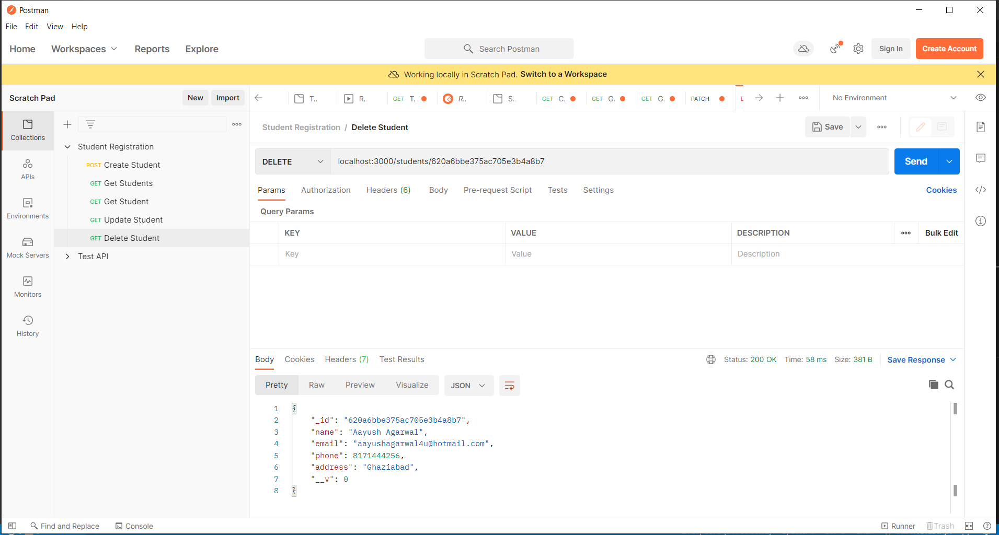 Postman
File Edit View Help
Home Workspaces Reports Explore Search Postman Sign In Create Account
Working locally in Scratch Pad. Switch to a Workspace
Scratch Pad New Import T.. R.. GET T. R.. S.. GET C. GET G. GET G. PATCH No Environment
Student Registration / Delete Student Save
Collections
Student Registration
POST Create Student
GET Get Students
GET Get Student
GET Update Student
GET Delete Student
Test API
APIs
Environments
Mock Servers
Monitors
History
DELETE localhost:3000/students/620a6bbe375ac705e3b4a8b7 Send
Params Authorization Headers (6) Body Pre-request Script Tests Settings Cookies
Query Params
KEY VALUE DESCRIPTION Bulk Edit
Key Value Description
Body Cookies Headers (7) Test Results Status: 200 OK Time: 58 ms Size: 381 B Save Response
Pretty Raw Preview Visualize JSON
1 {
2 "_id": "620a6bbe375ac705e3b4a8b7",
3 "name": "Aayush Agarwal",
4 "email": "aayushagarwal4u@hotmail.com",
5 "phone": 8171444256,
6 "address": "Ghaziabad",
7 "__v": 0
8 }
Find and Replace Console Runner Trash